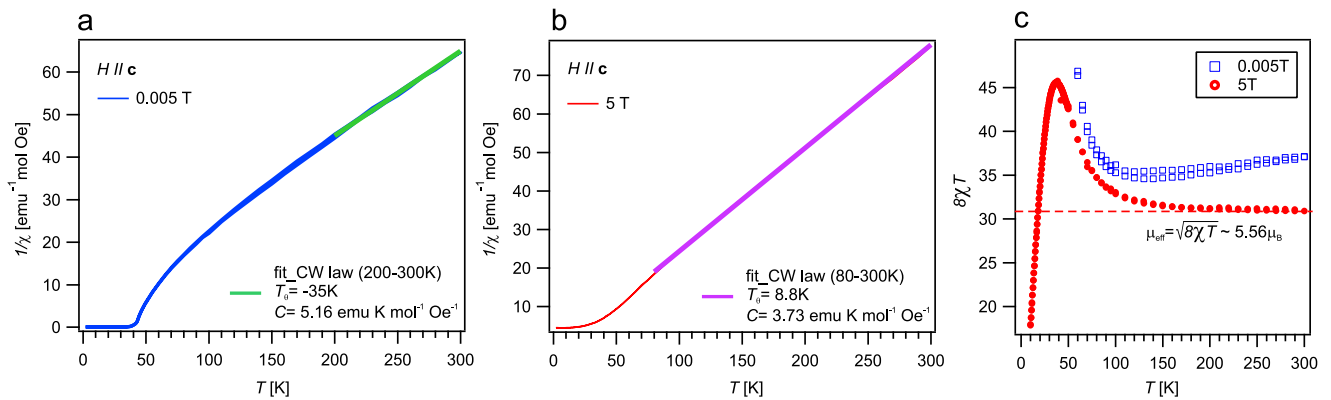 a
H // c
0.005 T
fit_CW law (200-300K)
Tθ= -35K
C= 5.16 emu K mol⁻¹ Oe⁻¹
1/χ [emu⁻¹mol Oe]
60
50
40
30
20
10
0
0 50 100 150 200 250 300
T [K]
b
H // c
5 T
fit_CW law (80-300K)
Tθ= 8.8K
C= 3.73 emu K mol⁻¹ Oe⁻¹
1/χ [emu⁻¹mol Oe]
70
60
50
40
30
20
10
0 50 100 150 200 250 300
T [K]
c
0.005T
5T
μeff=√8χT ~ 5.56μB
8χT
45
40
35
30
25
20
0 50 100 150 200 250 300
T [K]